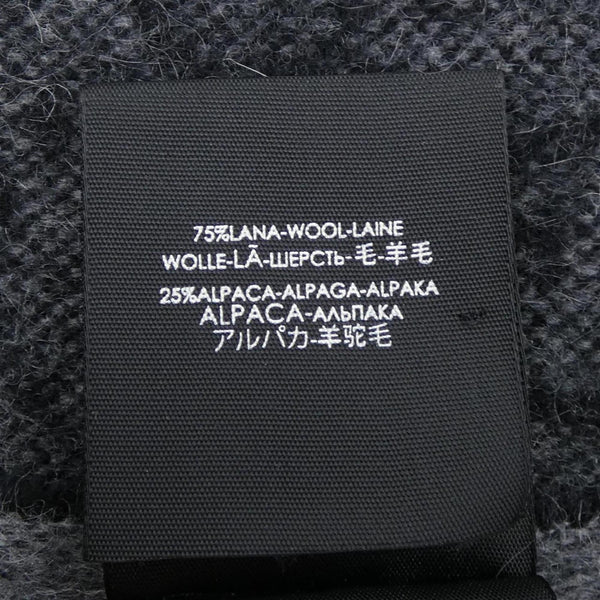 75%LANA-WOOL-LAINE
WOLLE-LÃ-ШЕРСТЬ-毛-羊毛
25%ALPACA-ALPAGA-ALPAKA
ALPACA-АЛЬПАКА
アルパカ-羊驼毛